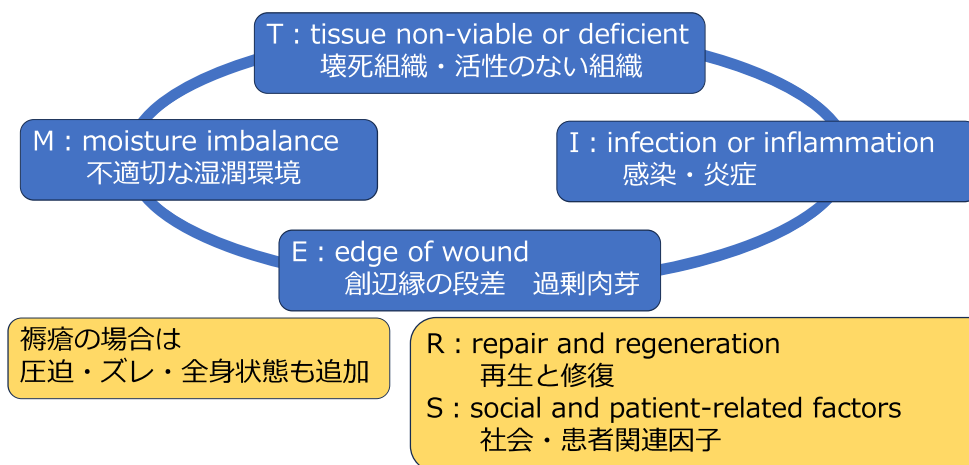 T：tissue non-viable or deficient
壊死組織・活性のない組織
M：moisture imbalance
不適切な湿潤環境
I：infection or inflammation
感染・炎症
E：edge of wound
創辺縁の段差　過剰肉芽
褥瘡の場合は
圧迫・ズレ・全身状態も追加
R：repair and regeneration
再生と修復
S：social and patient-related factors
社会・患者関連因子